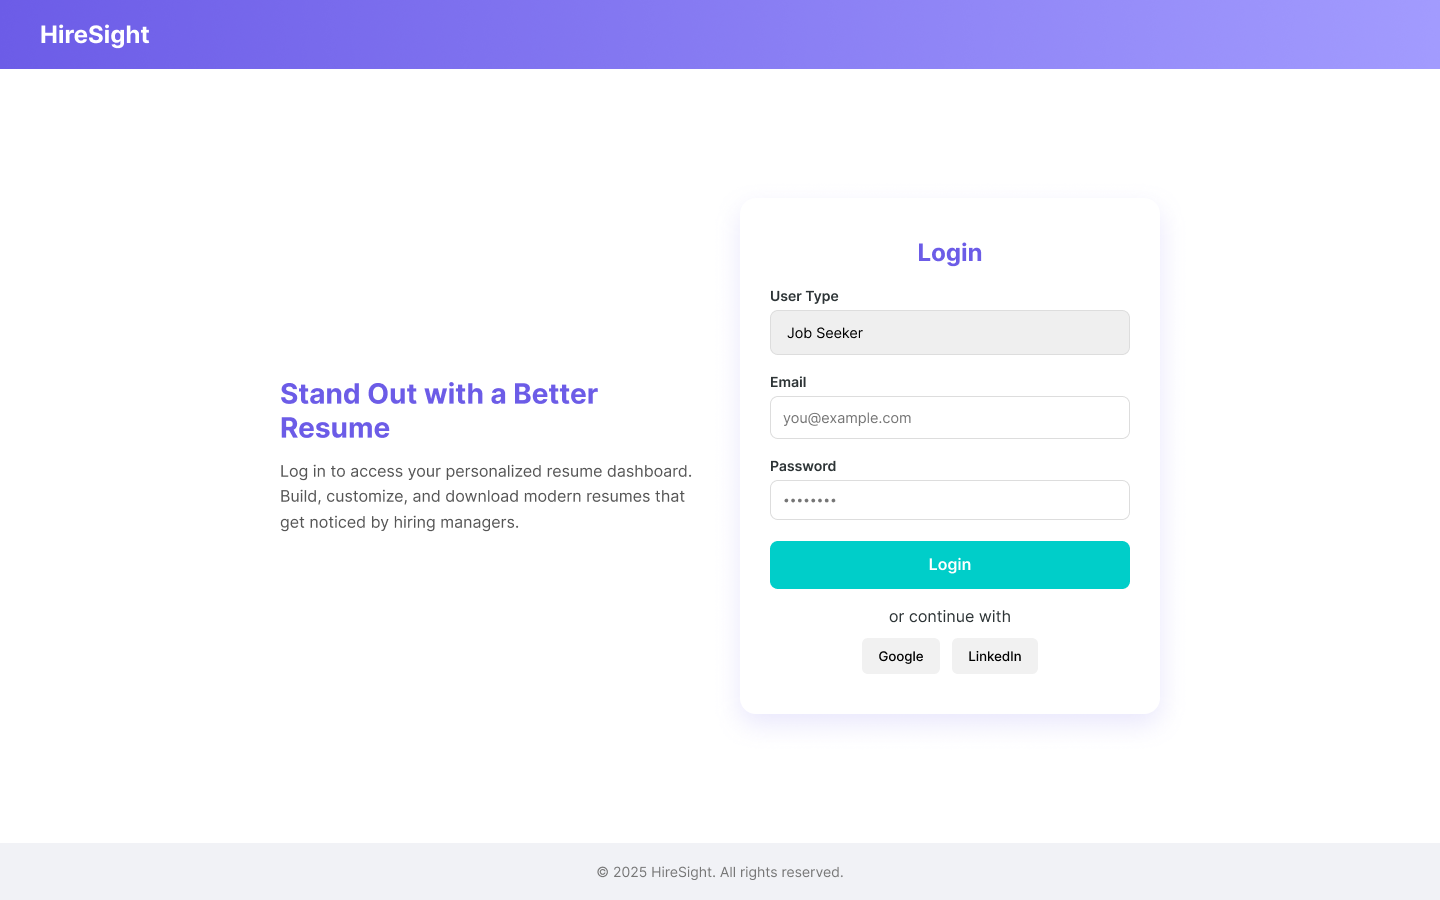 HireSight
Stand Out with a Better
Resume
Log in to access your personalized resume dashboard.
Build, customize, and download modern resumes that
get noticed by hiring managers.
Login
User Type
Job Seeker
Email
you@example.com
Password
••••••••
Login
or continue with
Google LinkedIn
© 2025 HireSight. All rights reserved.